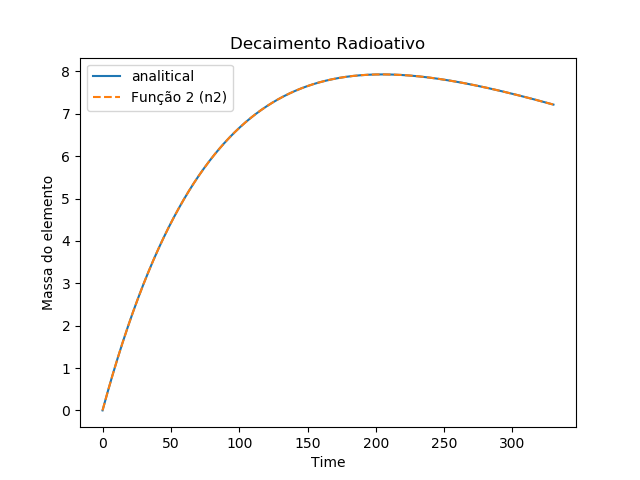 Decaimento Radioativo
analitical
Função 2 (n2)
Massa do elemento
8
7
6
5
4
3
2
1
0
0 50 100 150 200 250 300
Time